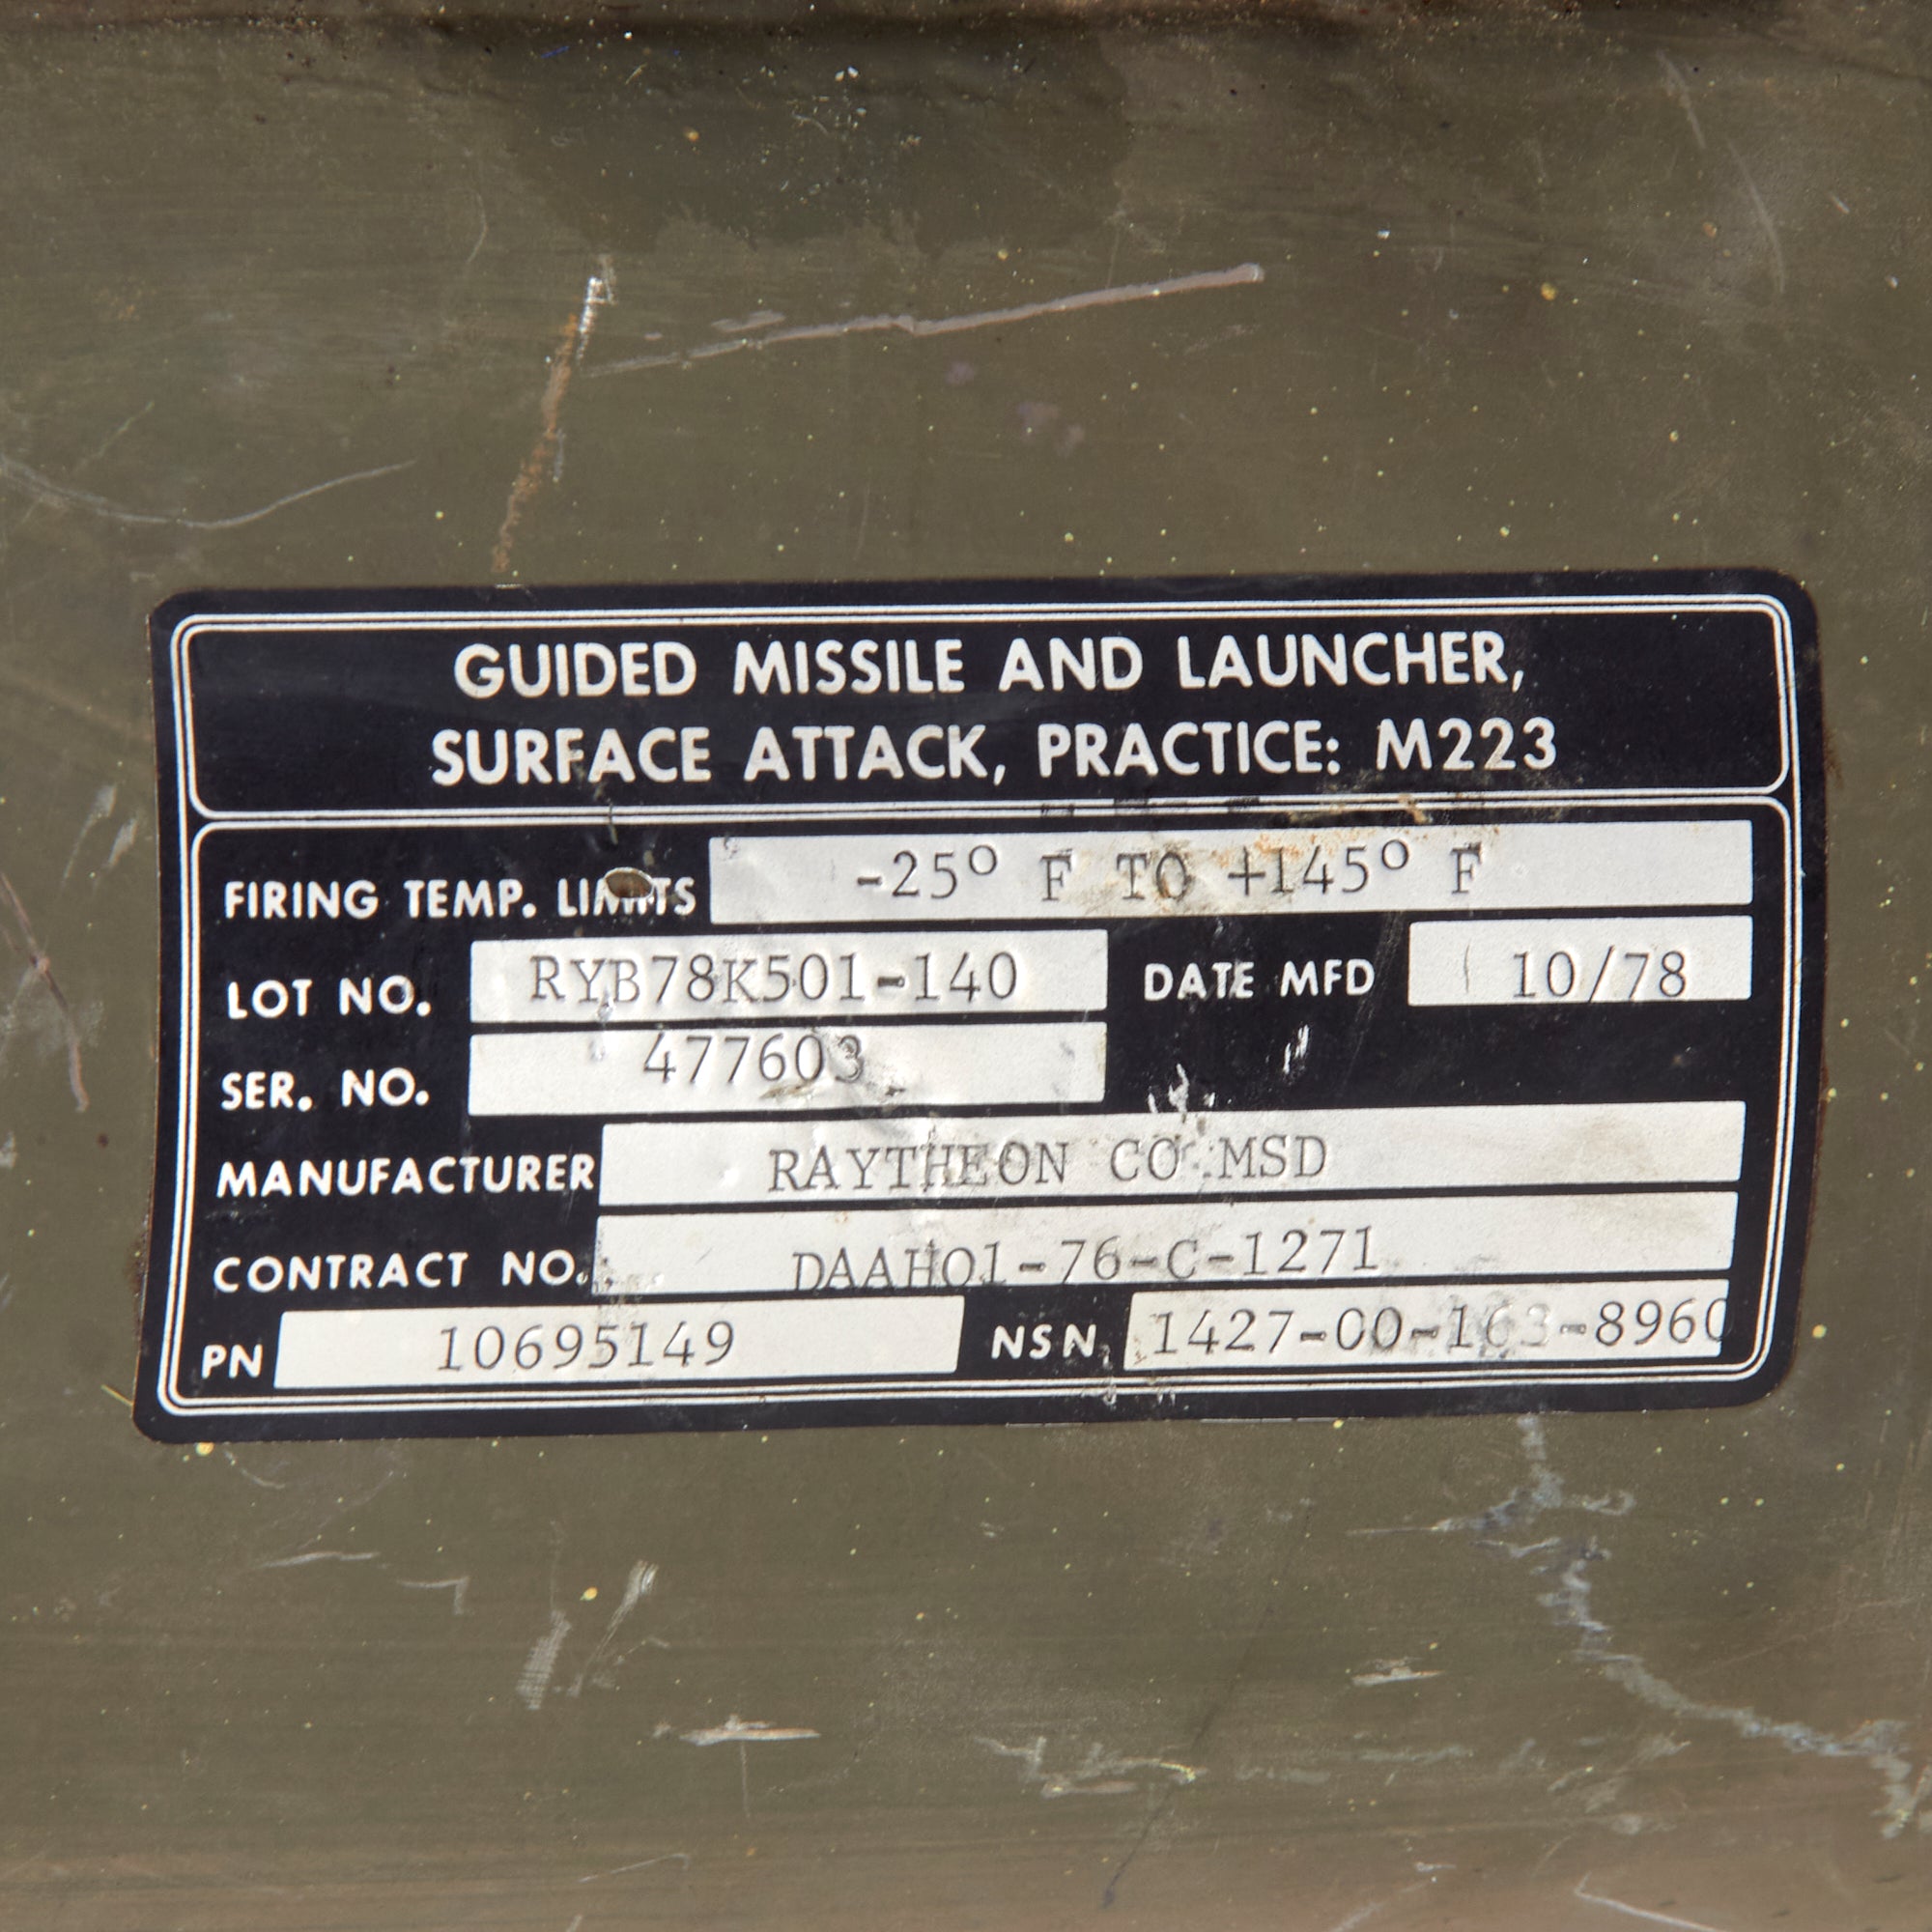 GUIDED MISSILE AND LAUNCHER,
SURFACE ATTACK, PRACTICE: M223
FIRING TEMP. LIMITS -25° F TO +145° F
LOT NO. RYB78K501-140 DATE MFD 10/78
SER. NO. 477603
MANUFACTURER RAYTHEON CO MSD
CONTRACT NO. DAAH01-76-C-1271
PN 10695149 NSN 1427-00-163-8960